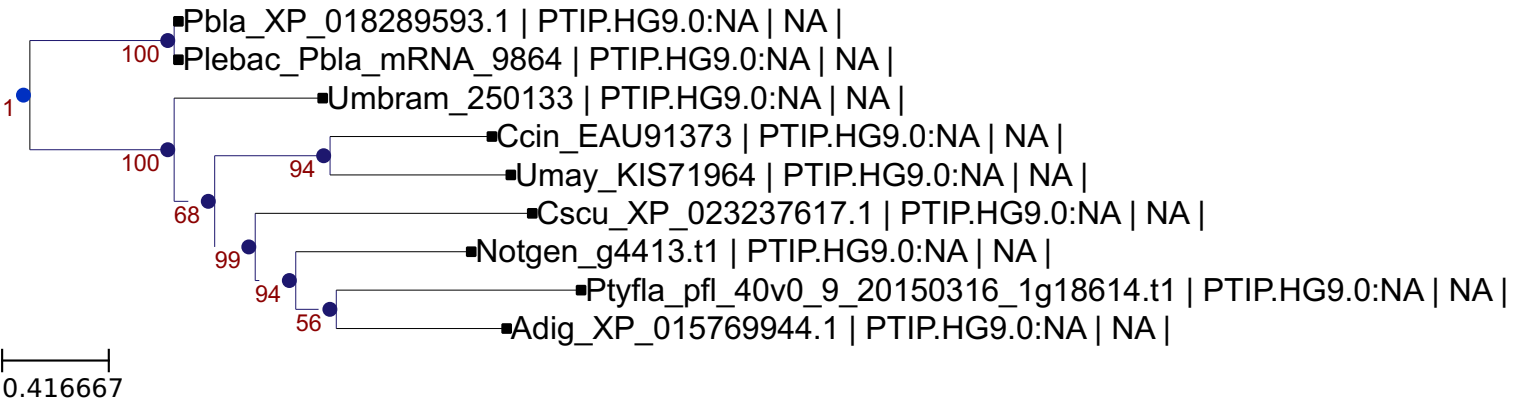 Pbla_XP_018289593.1 | PTIP.HG9.0:NA | NA |
100
Plebac_Pbla_mRNA_9864 | PTIP.HG9.0:NA | NA |
1
Umbram_250133 | PTIP.HG9.0:NA | NA |
Ccin_EAU91373 | PTIP.HG9.0:NA | NA |
100
94
Umay_KIS71964 | PTIP.HG9.0:NA | NA |
68
Cscu_XP_023237617.1 | PTIP.HG9.0:NA | NA |
99
Notgen_g4413.t1 | PTIP.HG9.0:NA | NA |
94
Ptyfla_pfl_40v0_9_20150316_1g18614.t1 | PTIP.HG9.0:NA | NA |
56
Adig_XP_015769944.1 | PTIP.HG9.0:NA | NA |
0.416667